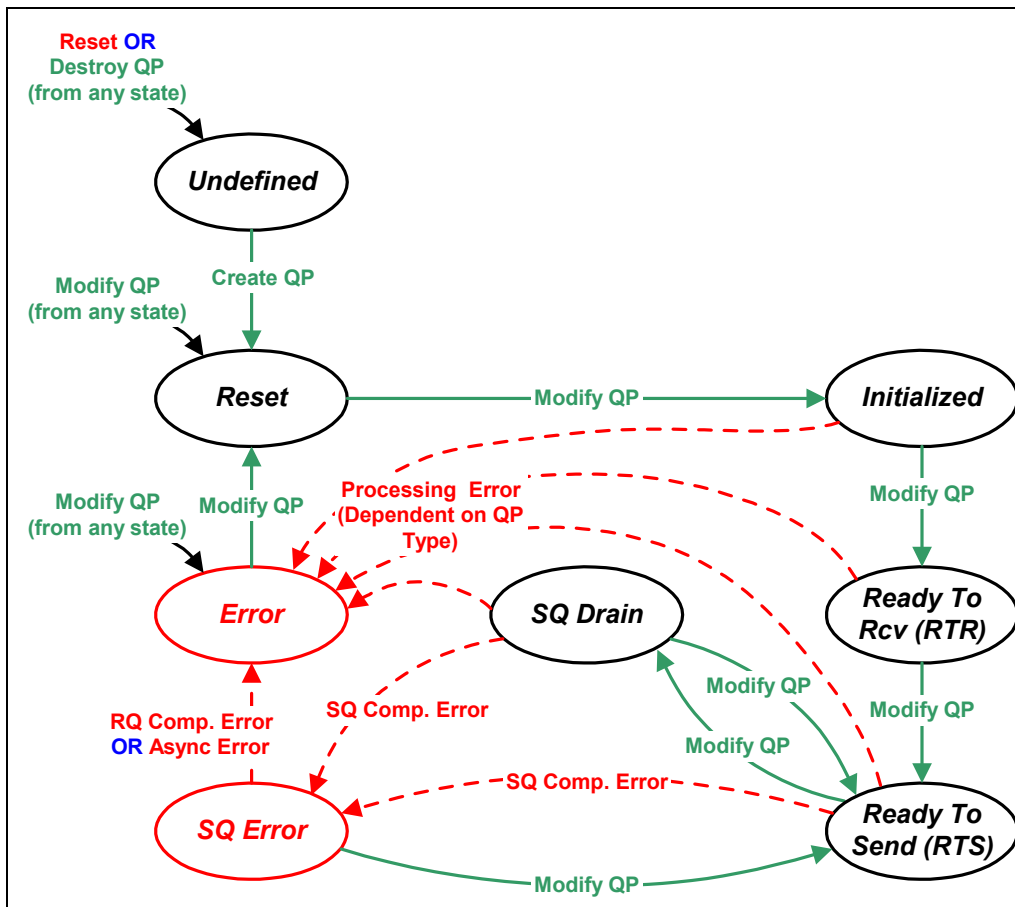 Reset OR
Destroy QP
(from any state)
Undefined
Create QP
Modify QP
(from any state)
Reset
Modify QP
Initialized
Modify QP
(from any state)
Modify QP
Processing Error
(Dependent on QP
Type)
Modify QP
Error
SQ Drain
Ready To
Rcv (RTR)
Modify QP
Modify QP
RQ Comp. Error
OR Async Error
SQ Comp. Error
Modify QP
SQ Comp. Error
SQ Error
Ready To
Send (RTS)
Modify QP